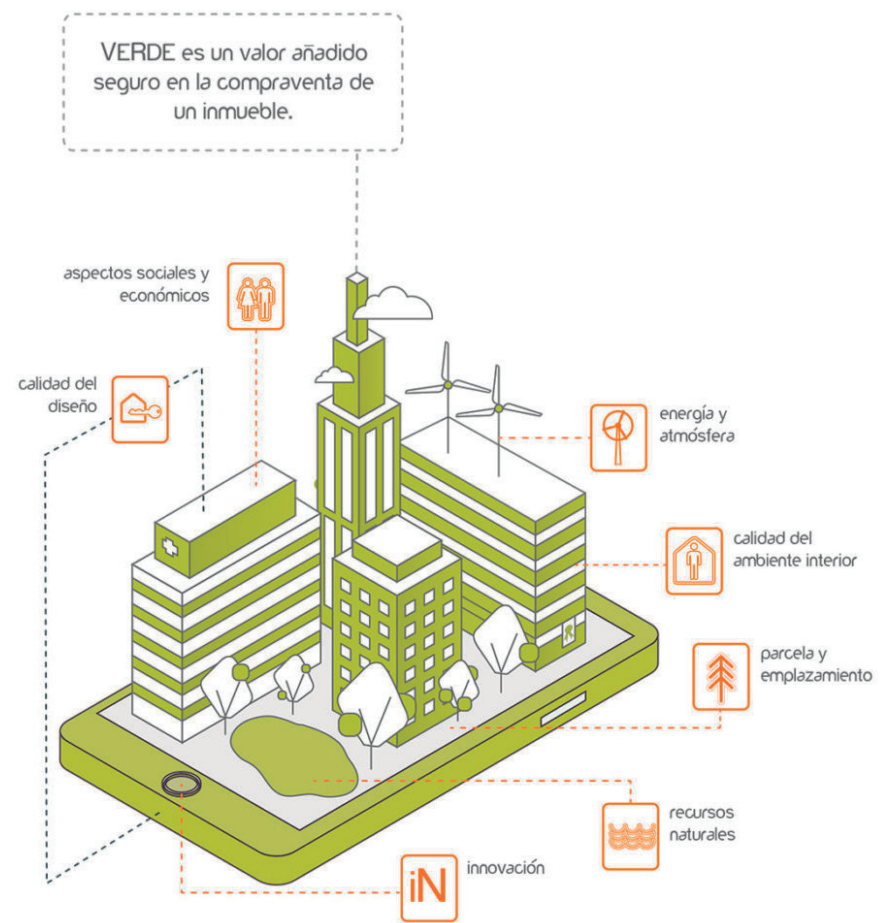 VERDE es un valor añadido
seguro en la compraventa de
un inmueble.
aspectos sociales y
económicos
calidad del
diseño
energía y
atmósfera
calidad del
ambiente interior
parcela y
emplazamiento
recursos
naturales
iN
innovación